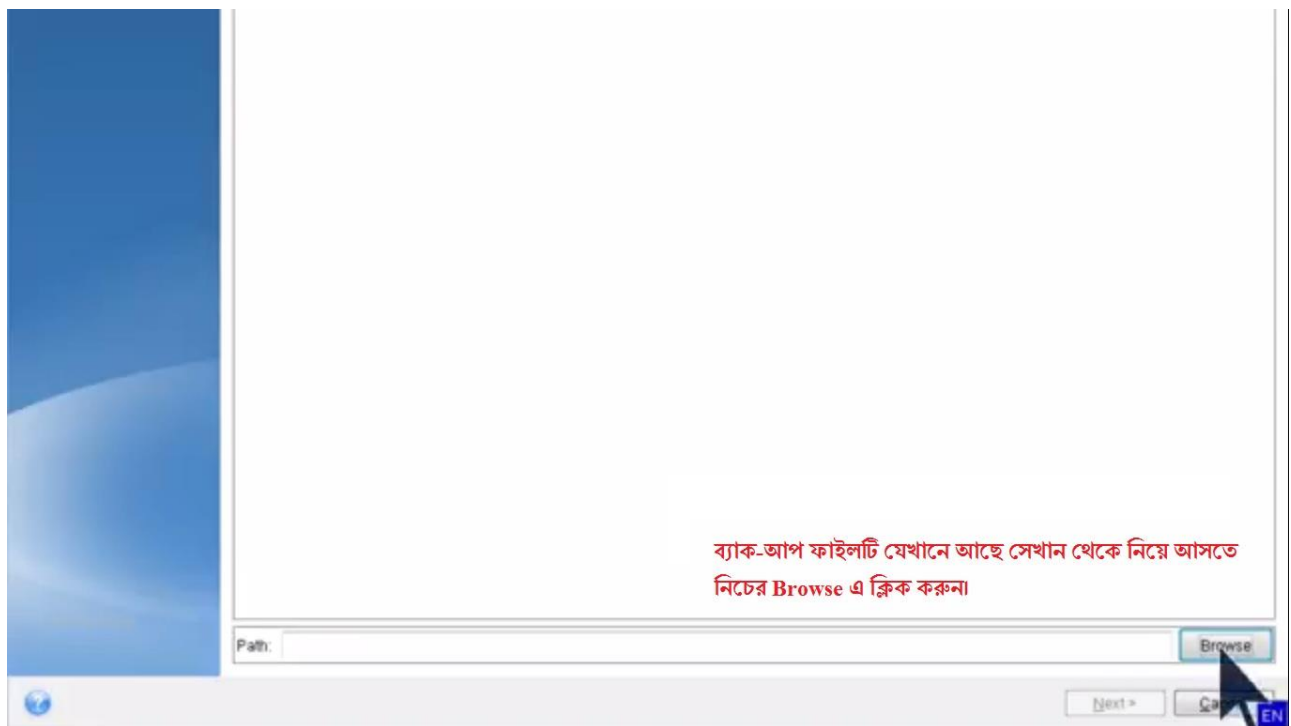 ব্যাক-আপ ফাইলটি যেখানে আছে সেখান থেকে নিয়ে আসতে
নিচের Browse এ ক্লিক করুন।
Path:
Browse
Next >
EN